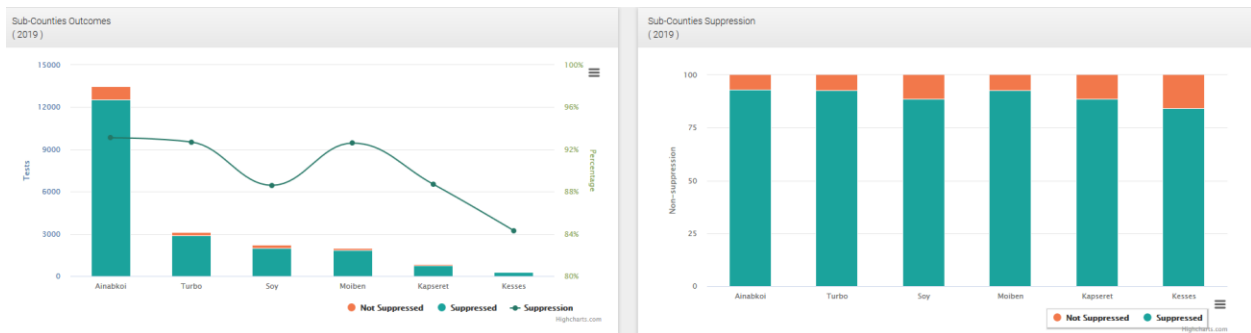 Sub-Counties Outcomes
( 2019 )
15000
12000
9000
6000
3000
0
Tests
100%
96%
92%
88%
84%
80%
Percentage
Ainabkoi Turbo Soy Moiben Kapseret Kesses
Not Suppressed Suppressed Suppression
Highcharts.com
Sub-Counties Suppression
( 2019 )
100
75
50
25
0
Non-suppression
Ainabkoi Turbo Soy Moiben Kapseret Kesses
Not Suppressed Suppressed
Highcharts.com